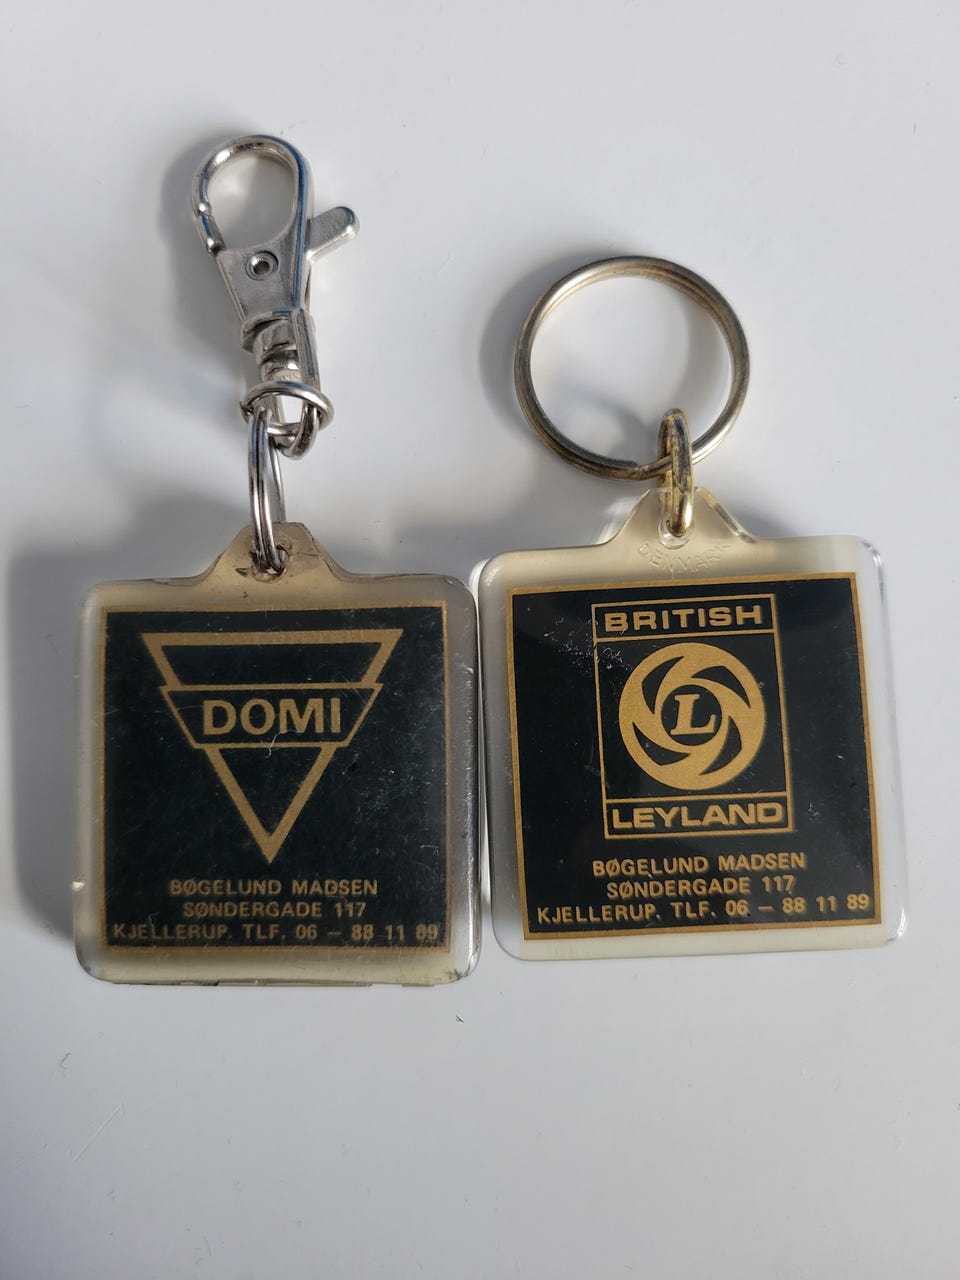 DOMI
BØGELUND MADSEN
SØNDERGADE 117
KJELLERUP. TLF. 06 – 88 11 89
DENMARK
BRITISH
L
LEYLAND
BØGELUND MADSEN
SØNDERGADE 117
KJELLERUP. TLF. 06 – 88 11 89